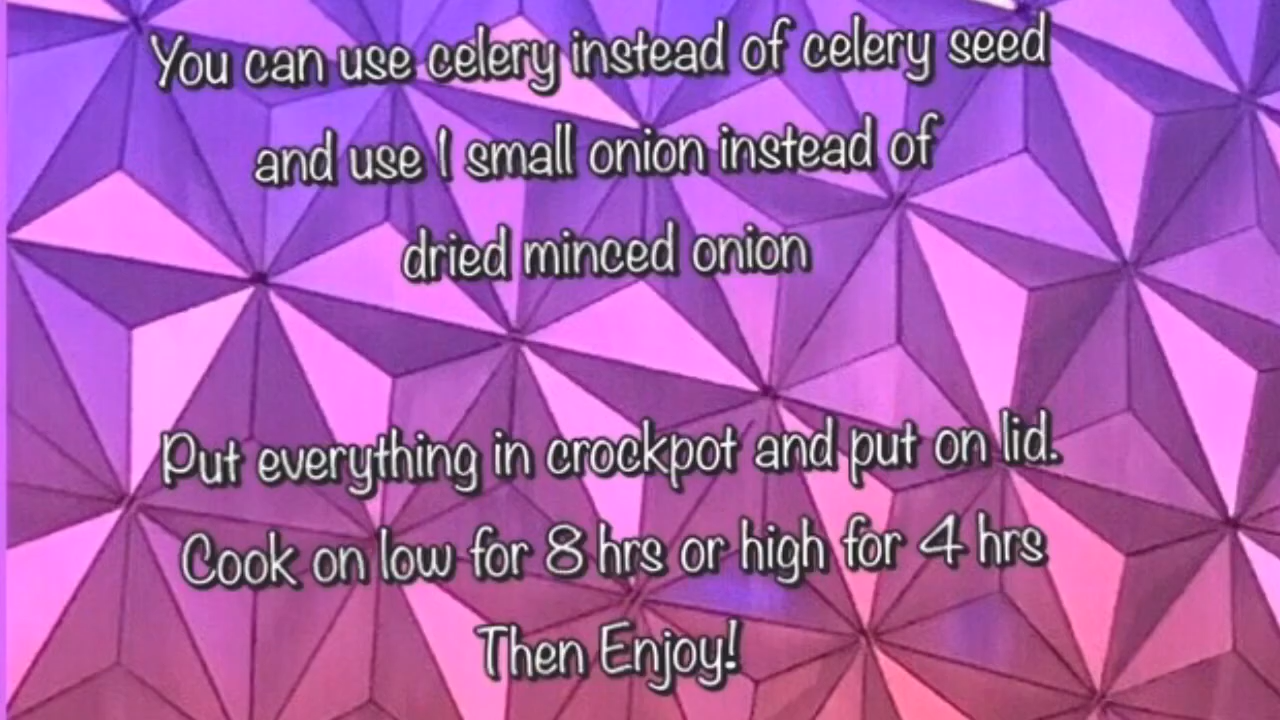 You can use celery instead of celery seed
and use 1 small onion instead of
dried minced onion
Put everything in crockpot and put on lid.
Cook on low for 8 hrs or high for 4 hrs
Then Enjoy!